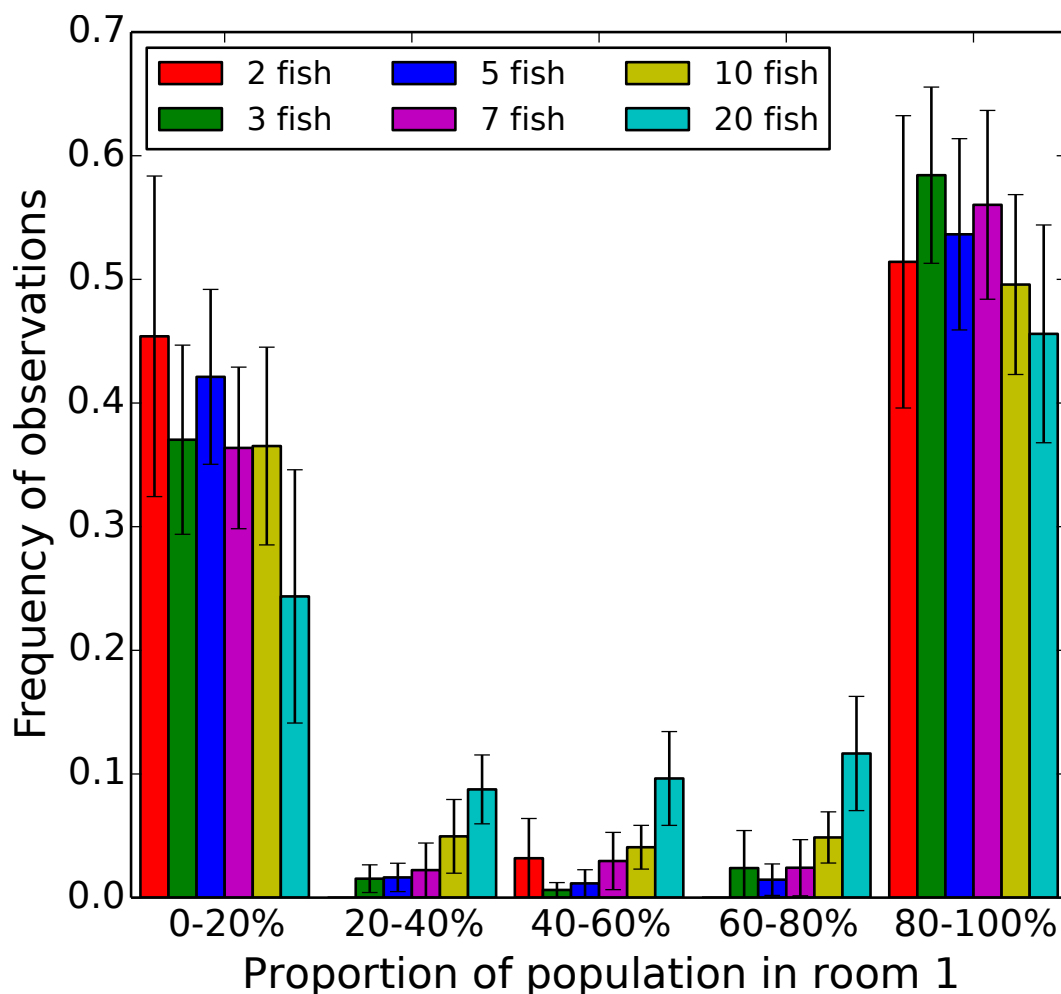 0.7
2 fish 5 fish 10 fish
3 fish 7 fish 20 fish
0.6
0.5
0.4
0.3
0.2
0.1
0.0
Frequency of observations
0-20% 20-40% 40-60% 60-80% 80-100%
Proportion of population in room 1